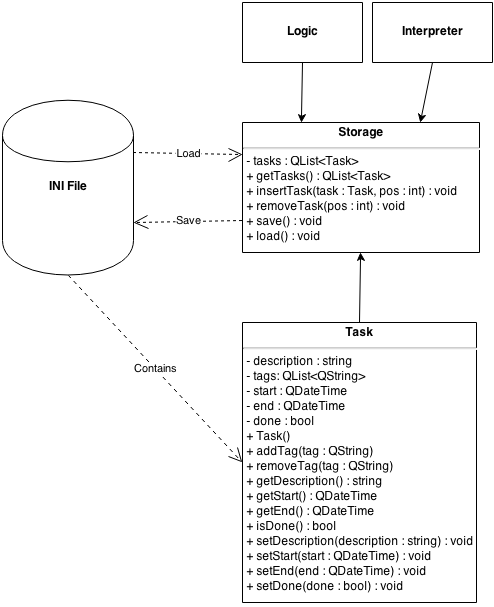 Logic
Interpreter
Storage
- tasks : QList<Task>
+ getTasks() : QList<Task>
+ insertTask(task : Task, pos : int) : void
+ removeTask(pos : int) : void
+ save() : void
+ load() : void
INI File
Load
Save
Contains
Task
- description : string
- tags: QList<QString>
- start : QDateTime
- end : QDateTime
- done : bool
+ Task()
+ addTag(tag : QString)
+ removeTag(tag : QString)
+ getDescription() : string
+ getStart() : QDateTime
+ getEnd() : QDateTime
+ isDone() : bool
+ setDescription(description : string) : void
+ setStart(start : QDateTime) : void
+ setEnd(end : QDateTime) : void
+ setDone(done : bool) : void